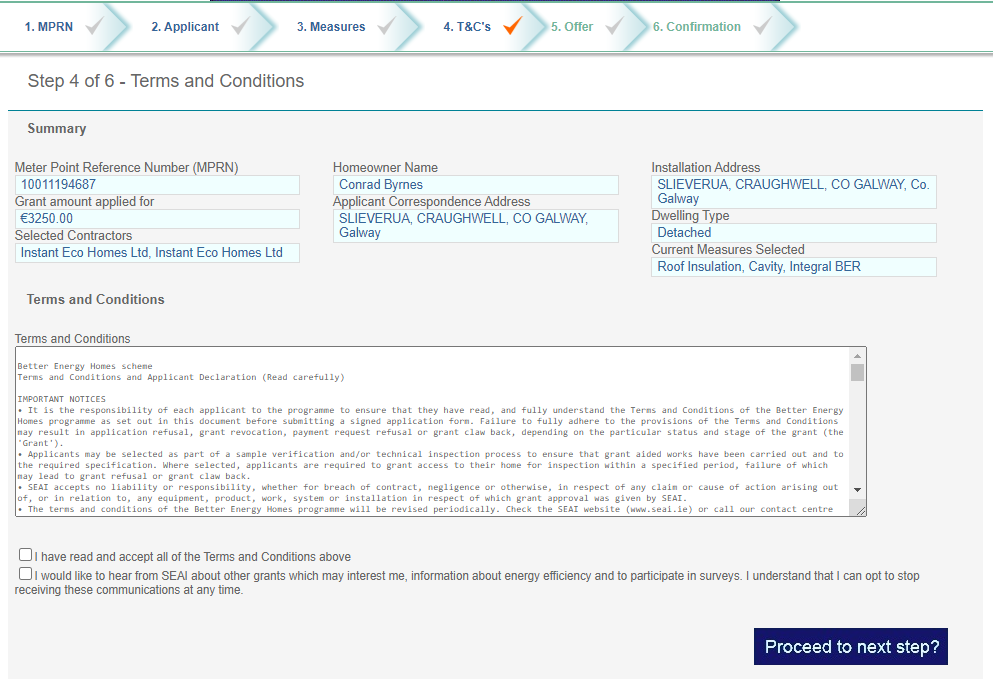 1. MPRN
2. Applicant
3. Measures
4. T&C's
5. Offer
6. Confirmation
Step 4 of 6 - Terms and Conditions
Summary
Meter Point Reference Number (MPRN)
10011194687
Grant amount applied for
€3250.00
Selected Contractors
Instant Eco Homes Ltd, Instant Eco Homes Ltd
Homeowner Name
Conrad Byrnes
Applicant Correspondence Address
SLIEVERUA, CRAUGHWELL, CO GALWAY,
Galway
Installation Address
SLIEVERUA, CRAUGHWELL, CO GALWAY, Co.
Galway
Dwelling Type
Detached
Current Measures Selected
Roof Insulation, Cavity, Integral BER
Terms and Conditions
Terms and Conditions
Better Energy Homes scheme
Terms and Conditions and Applicant Declaration (Read carefully)
IMPORTANT NOTICES
• It is the responsibility of each applicant to the programme to ensure that they have read, and fully understand the Terms and Conditions of the Better Energy
Homes programme as set out in this document before submitting a signed application form. Failure to fully adhere to the provisions of the Terms and Conditions
may result in application refusal, grant revocation, payment request refusal or grant claw back, depending on the particular status and stage of the grant (the
'Grant').
• Applicants may be selected as part of a sample verification and/or technical inspection process to ensure that grant aided works have been carried out and to
the required specification. Where selected, applicants are required to grant access to their home for inspection within a specified period, failure of which
may lead to grant refusal or grant claw back.
• SEAI accepts no liability or responsibility, whether for breach of contract, negligence or otherwise, in respect of any claim or cause of action arising out
of, or in relation to, any equipment, product, work, system or installation in respect of which grant approval was given by SEAI.
• The terms and conditions of the Better Energy Homes programme will be revised periodically. Check the SEAI website (www.seai.ie) or call our contact centre
I have read and accept all of the Terms and Conditions above
I would like to hear from SEAI about other grants which may interest me, information about energy efficiency and to participate in surveys. I understand that I can opt to stop
receiving these communications at any time.
Proceed to next step?